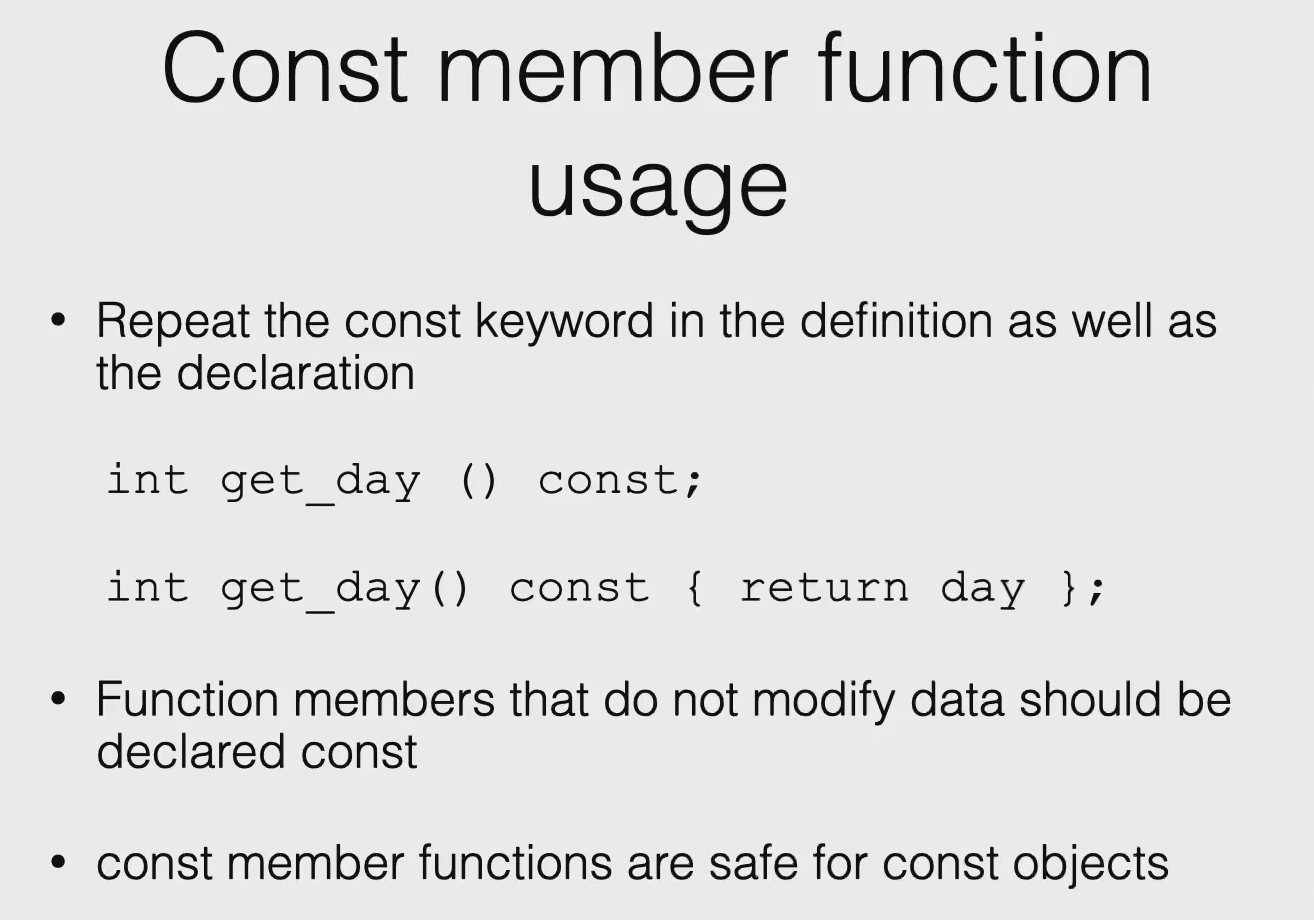 Const member function
usage
• Repeat the const keyword in the definition as well as
the declaration
int get_day () const;
int get_day() const { return day };
• Function members that do not modify data should be
declared const
• const member functions are safe for const objects